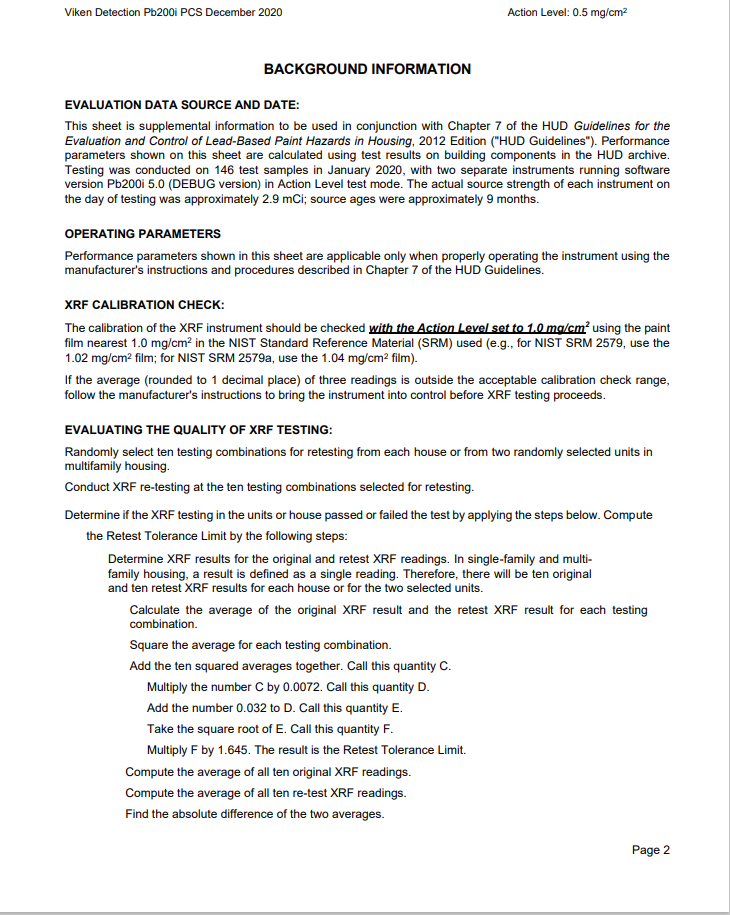 Viken Detection Pb200i PCS December 2020 Action Level: 0.5 mg/cm²
BACKGROUND INFORMATION
EVALUATION DATA SOURCE AND DATE:
This sheet is supplemental information to be used in conjunction with Chapter 7 of the HUD Guidelines for the
Evaluation and Control of Lead-Based Paint Hazards in Housing, 2012 Edition ("HUD Guidelines"). Performance
parameters shown on this sheet are calculated using test results on building components in the HUD archive.
Testing was conducted on 146 test samples in January 2020, with two separate instruments running software
version Pb200i 5.0 (DEBUG version) in Action Level test mode. The actual source strength of each instrument on
the day of testing was approximately 2.9 mCi; source ages were approximately 9 months.
OPERATING PARAMETERS
Performance parameters shown in this sheet are applicable only when properly operating the instrument using the
manufacturer's instructions and procedures described in Chapter 7 of the HUD Guidelines.
XRF CALIBRATION CHECK:
The calibration of the XRF instrument should be checked with the Action Level set to 1.0 mg/cm² using the paint
film nearest 1.0 mg/cm² in the NIST Standard Reference Material (SRM) used (e.g., for NIST SRM 2579, use the
1.02 mg/cm² film; for NIST SRM 2579a, use the 1.04 mg/cm² film).
If the average (rounded to 1 decimal place) of three readings is outside the acceptable calibration check range,
follow the manufacturer's instructions to bring the instrument into control before XRF testing proceeds.
EVALUATING THE QUALITY OF XRF TESTING:
Randomly select ten testing combinations for retesting from each house or from two randomly selected units in
multifamily housing.
Conduct XRF re-testing at the ten testing combinations selected for retesting.
Determine if the XRF testing in the units or house passed or failed the test by applying the steps below. Compute
the Retest Tolerance Limit by the following steps:
Determine XRF results for the original and retest XRF readings. In single-family and multi-
family housing, a result is defined as a single reading. Therefore, there will be ten original
and ten retest XRF results for each house or for the two selected units.
Calculate the average of the original XRF result and the retest XRF result for each testing
combination.
Square the average for each testing combination.
Add the ten squared averages together. Call this quantity C.
Multiply the number C by 0.0072. Call this quantity D.
Add the number 0.032 to D. Call this quantity E.
Take the square root of E. Call this quantity F.
Multiply F by 1.645. The result is the Retest Tolerance Limit.
Compute the average of all ten original XRF readings.
Compute the average of all ten re-test XRF readings.
Find the absolute difference of the two averages.
Page 2